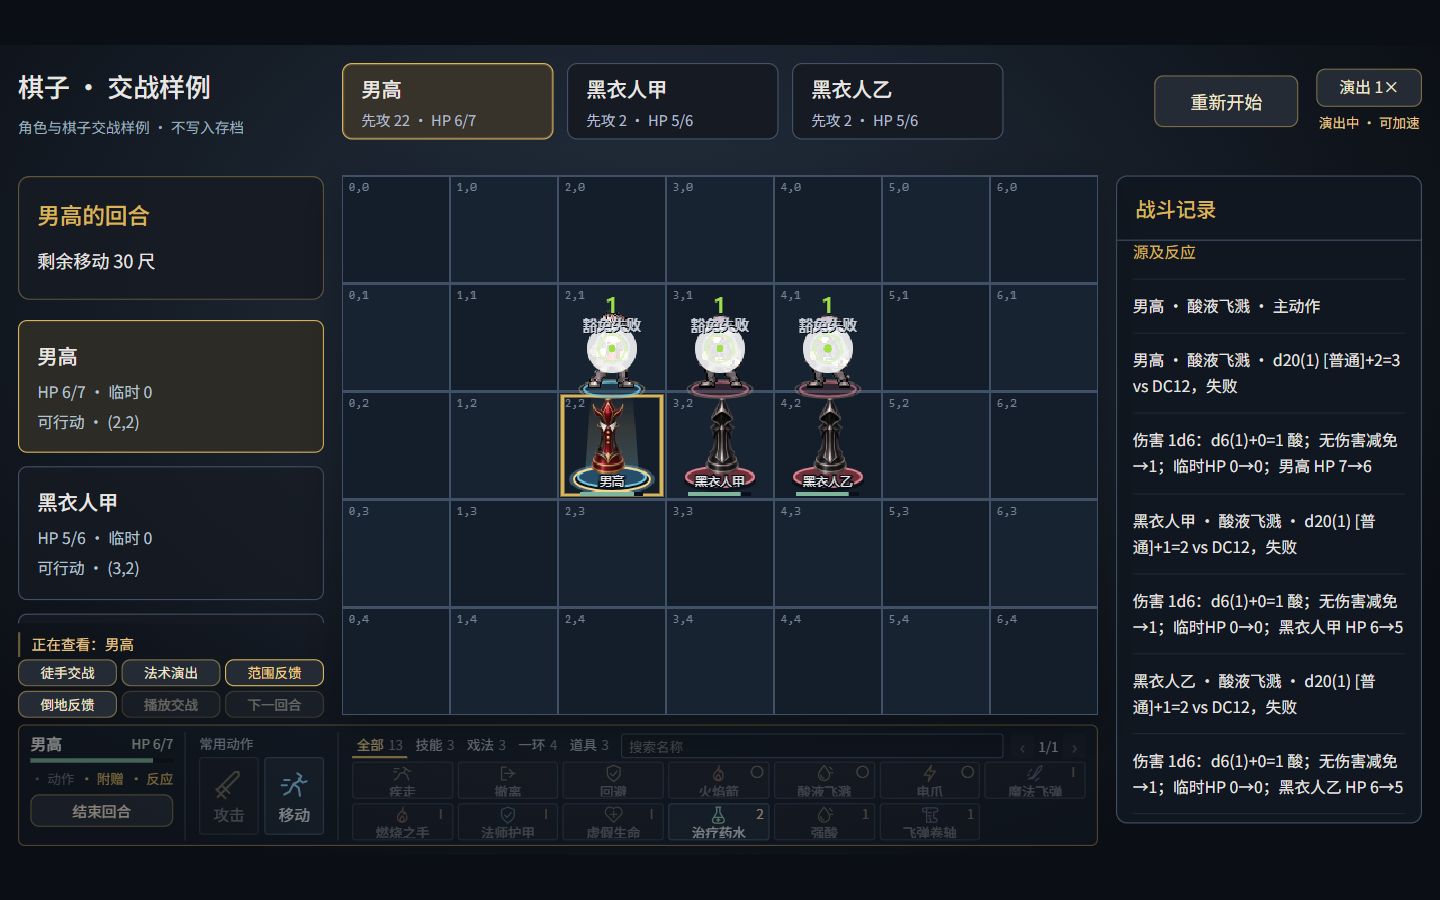 棋子 · 交战样例
角色与棋子交战样例 · 不写入存档
男高
先攻 22 · HP 6/7
黑衣人甲
先攻 2 · HP 5/6
黑衣人乙
先攻 2 · HP 5/6
重新开始
演出 1×
演出中 · 可加速
男高的回合
剩余移动 30 尺
男高
HP 6/7 · 临时 0
可行动 · (2,2)
黑衣人甲
HP 5/6 · 临时 0
可行动 · (3,2)
正在查看：男高
徒手交战
法术演出
范围反馈
倒地反馈
播放交战
下一回合
0,0
1,0
2,0
3,0
4,0
5,0
6,0
0,1
1,1
2,1
3,1
4,1
5,1
6,1
1
1
1
豁免失败
豁免失败
豁免失败
0,2
1,2
2,2
3,2
4,2
5,2
6,2
男高
黑衣人甲
黑衣人乙
0,3
1,3
2,3
3,3
4,3
5,3
6,3
0,4
1,4
2,4
3,4
4,4
5,4
6,4
战斗记录
源及反应
男高 · 酸液飞溅 · 主动作
男高 · 酸液飞溅 · d20(1) [普通]+2=3
vs DC12，失败
伤害 1d6：d6(1)+0=1 酸；无伤害减免
→1；临时HP 0→0；男高 HP 7→6
黑衣人甲 · 酸液飞溅 · d20(1) [普
通]+1=2 vs DC12，失败
伤害 1d6：d6(1)+0=1 酸；无伤害减免
→1；临时HP 0→0；黑衣人甲 HP 6→5
黑衣人乙 · 酸液飞溅 · d20(1) [普
通]+1=2 vs DC12，失败
伤害 1d6：d6(1)+0=1 酸；无伤害减免
→1；临时HP 0→0；黑衣人乙 HP 6→5
男高
HP 6/7
· 动作 · 附赠 · 反应
结束回合
常用动作
攻击
移动
全部 13
技能 3
戏法 3
一环 4
道具 3
搜索名称
‹ 1/1 ›
疾走
撤离
回避
火焰箭
酸液飞溅
电爪
魔法飞弹
I
燃烧之手
I
法师护甲
I
虚假生命
I
治疗药水
2
强酸
1
飞弹卷轴
1